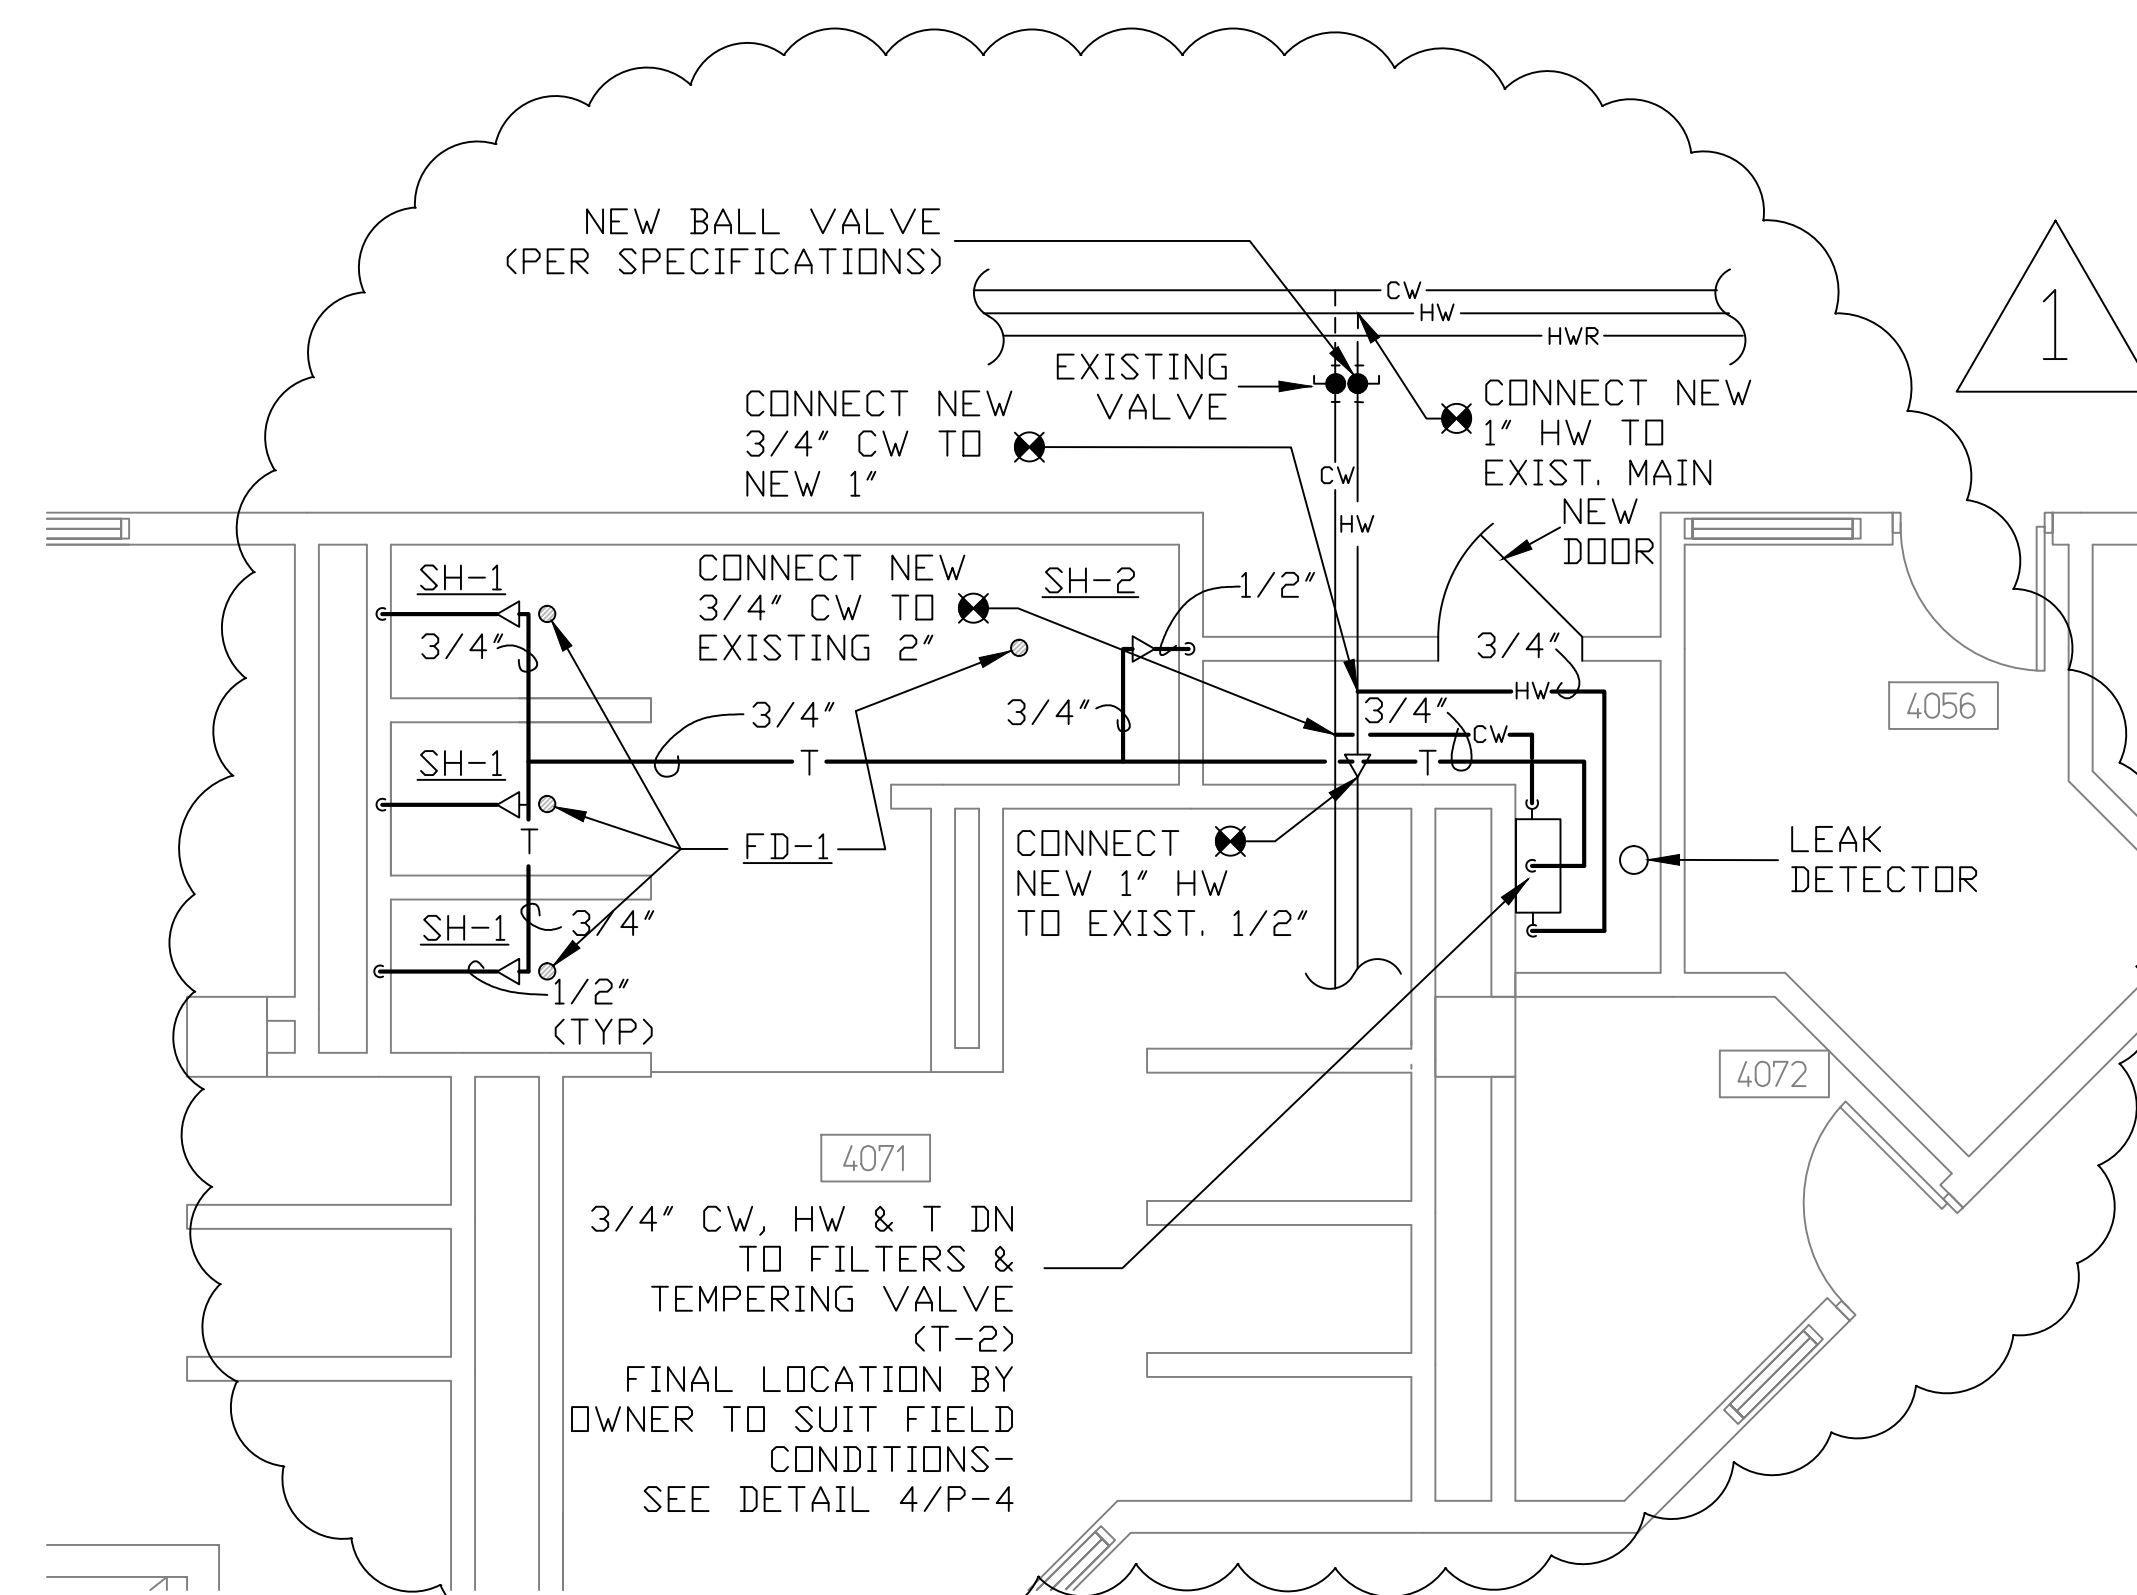 NEW BALL VALVE
(PER SPECIFICATIONS)
CW
HW
HWR
1
EXISTING
VALVE
CONNECT NEW
3/4" CW TO
NEW 1"
CONNECT NEW
1" HW TO
EXIST. MAIN
CW
HW
NEW
DOOR
SH-1
3/4"
CONNECT NEW
3/4" CW TO
EXISTING 2"
SH-2
1/2"
3/4"
HW
4056
3/4"
3/4"
3/4"
CW
SH-1
T
T
T
FD-1
CONNECT
NEW 1" HW
TO EXIST. 1/2"
LEAK
DETECTOR
SH-1
3/4"
1/2"
(TYP)
4072
4071
3/4" CW, HW & T DN
TO FILTERS &
TEMPERING VALVE
(T-2)
FINAL LOCATION BY
OWNER TO SUIT FIELD
CONDITIONS-
SEE DETAIL 4/P-4